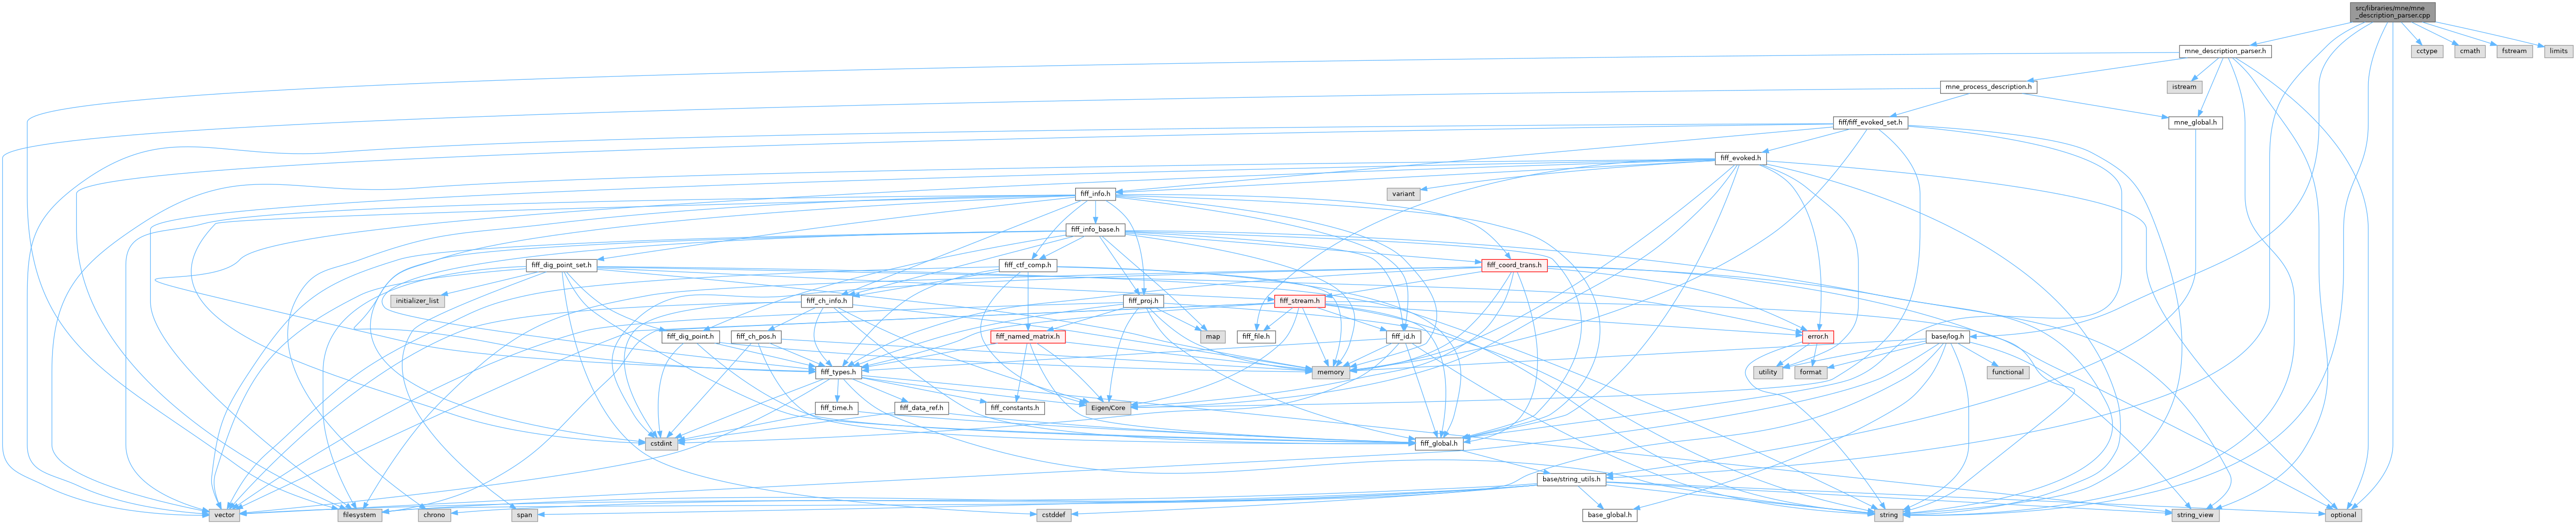 src/libraries/mne/mne
_description_parser.cpp
mne_description_parser.h
cctype
cmath
fstream
limits
mne_process_description.h
istream
fiff/fiff_evoked_set.h
mne_global.h
fiff_evoked.h
fiff_info.h
variant
fiff_info_base.h
fiff_dig_point_set.h
fiff_ctf_comp.h
fiff_coord_trans.h
initializer_list
fiff_ch_info.h
fiff_proj.h
fiff_stream.h
fiff_dig_point.h
fiff_ch_pos.h
fiff_named_matrix.h
map
fiff_file.h
fiff_id.h
error.h
base/log.h
fiff_types.h
memory
utility
format
functional
fiff_time.h
fiff_data_ref.h
fiff_constants.h
Eigen/Core
cstdint
fiff_global.h
base/string_utils.h
vector
filesystem
chrono
span
cstddef
base_global.h
string
string_view
optional